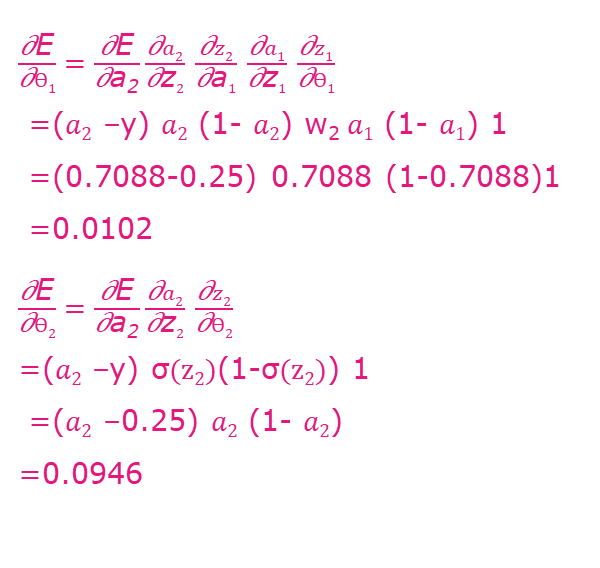 ∂E/∂θ₁ = ∂E/∂a₂ ∂a₂/∂z₂ ∂z₂/∂a₁ ∂a₁/∂z₁ ∂z₁/∂θ₁
=(a₂ –y) a₂ (1- a₂) w₂ a₁ (1- a₁) 1
=(0.7088-0.25) 0.7088 (1-0.7088)1
=0.0102
∂E/∂θ₂ = ∂E/∂a₂ ∂a₂/∂z₂ ∂z₂/∂θ₂
=(a₂ –y) σ(z₂)(1-σ(z₂)) 1
=(a₂ –0.25) a₂ (1- a₂)
=0.0946